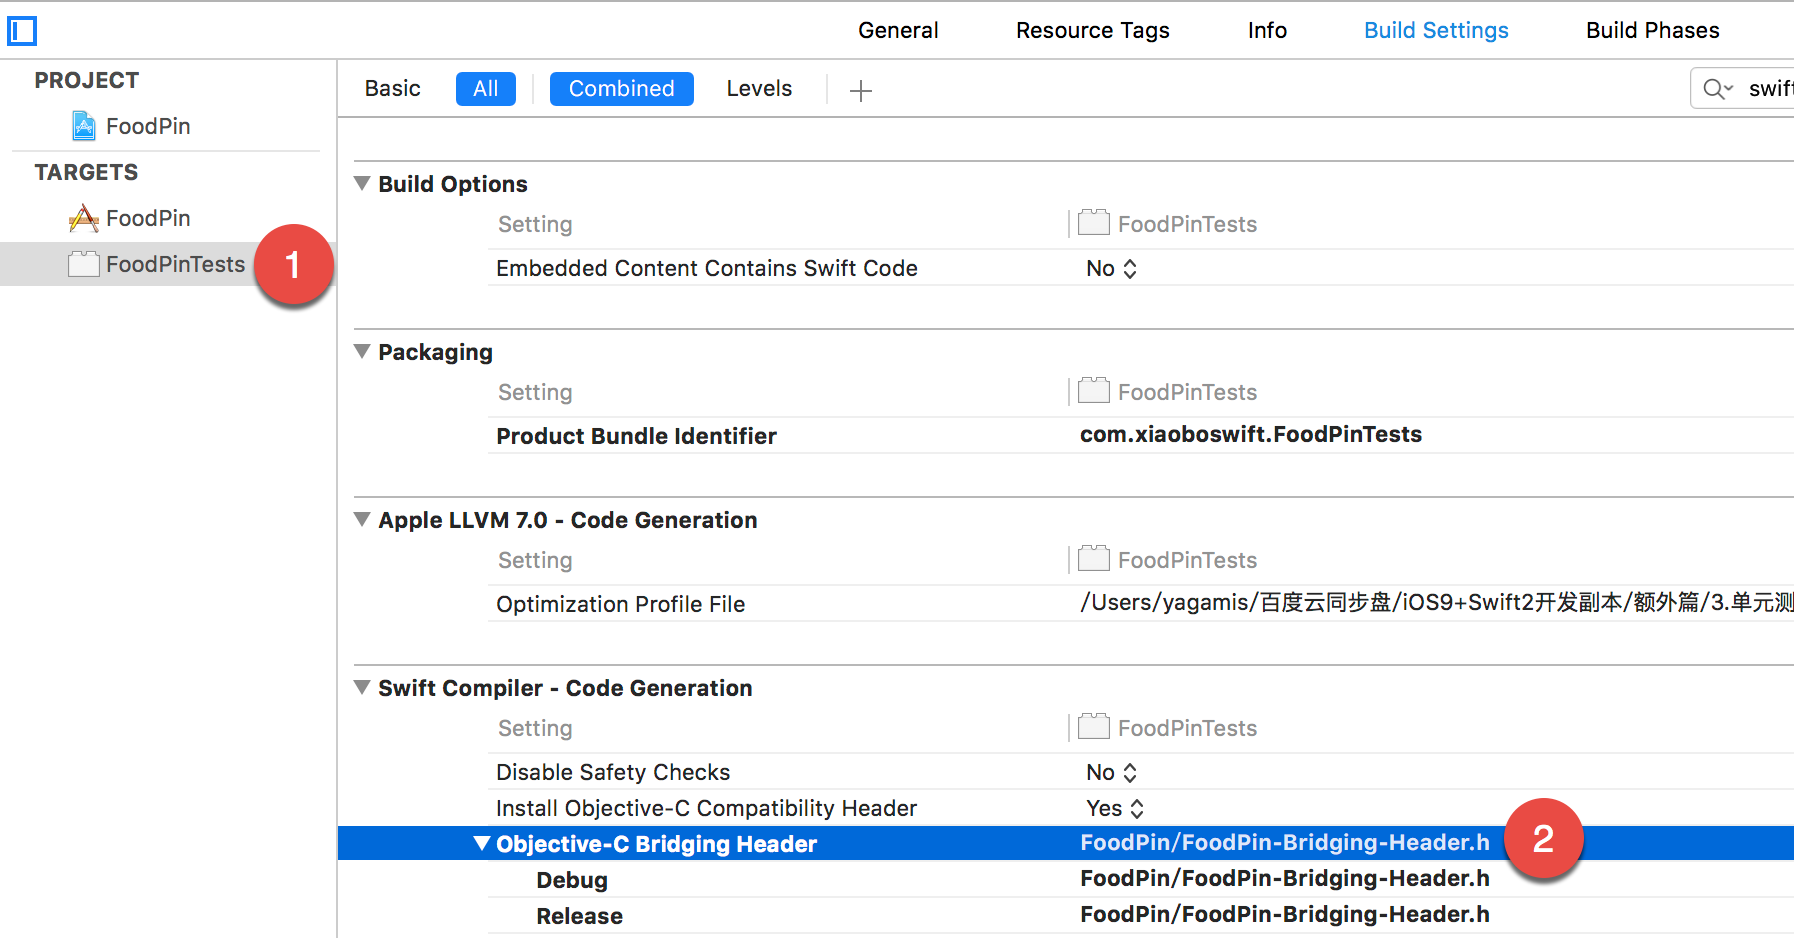 General Resource Tags Info Build Settings Build Phases
PROJECT
FoodPin
TARGETS
FoodPin
FoodPinTests
1
Basic All Combined Levels
swift
Build Options
Setting FoodPinTests
Embedded Content Contains Swift Code No
Packaging
Setting FoodPinTests
Product Bundle Identifier com.xiaoboswift.FoodPinTests
Apple LLVM 7.0 - Code Generation
Setting FoodPinTests
Optimization Profile File /Users/yagamis/百度云同步盘/iOS9+Swift2开发副本/额外篇/3.单元测
Swift Compiler - Code Generation
Setting FoodPinTests
Disable Safety Checks No
Install Objective-C Compatibility Header Yes
Objective-C Bridging Header FoodPin/FoodPin-Bridging-Header.h
2
Debug FoodPin/FoodPin-Bridging-Header.h
Release FoodPin/FoodPin-Bridging-Header.h